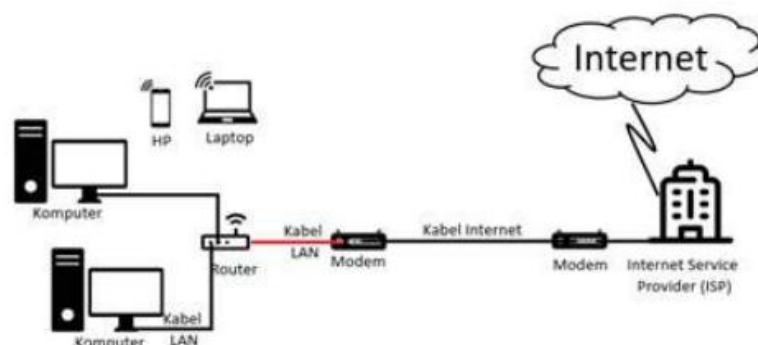 Internet
HP
Laptop
Komputer
Kabel
LAN
Router
Modem
Kabel Internet
Modem
Internet Service
Provider (ISP)
Kabel
LAN
Komputer